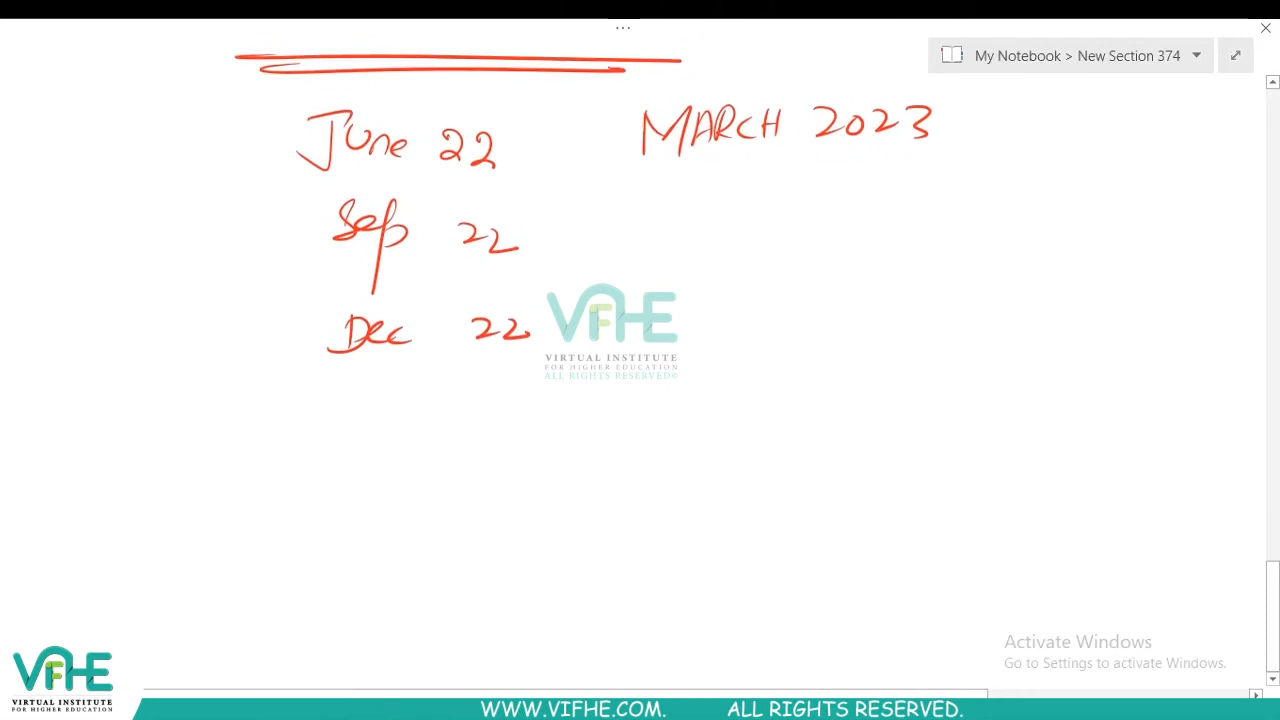 My Notebook > New Section 374
June 22 MARCH 2023
Sep 22
Dec 22
VIFHE
VIRTUAL INSTITUTE
FOR HIGHER EDUCATION
ALL RIGHTS RESERVED©
Activate Windows
Go to Settings to activate Windows.
VIFHE
VIRTUAL INSTITUTE
FOR HIGHER EDUCATION
WWW.VIFHE.COM. ALL RIGHTS RESERVED.